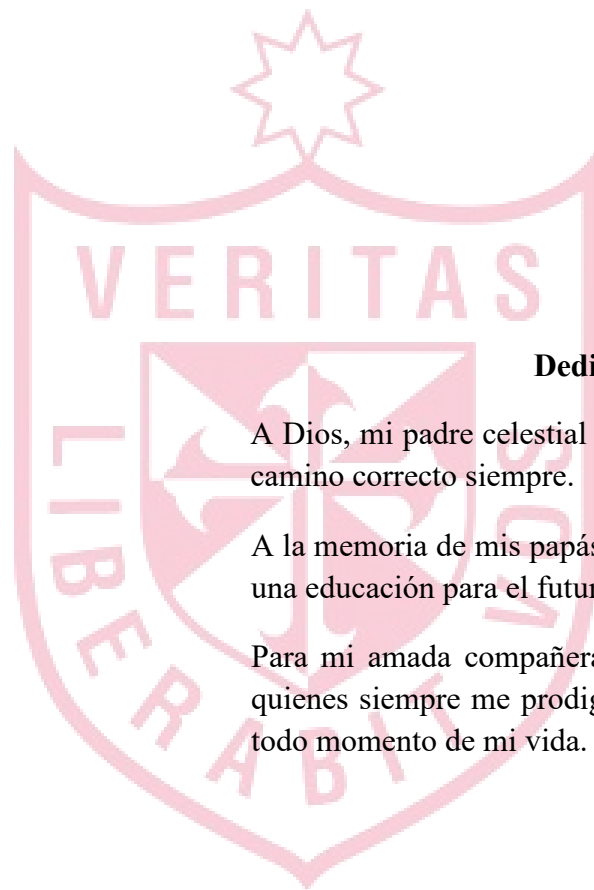 VERITAS
LIBERABIT
SOM
Dedi
A Dios, mi padre celestial
camino correcto siempre.
A la memoria de mis papás
una educación para el futur
Para mi amada compañera
quienes siempre me prodig
todo momento de mi vida.